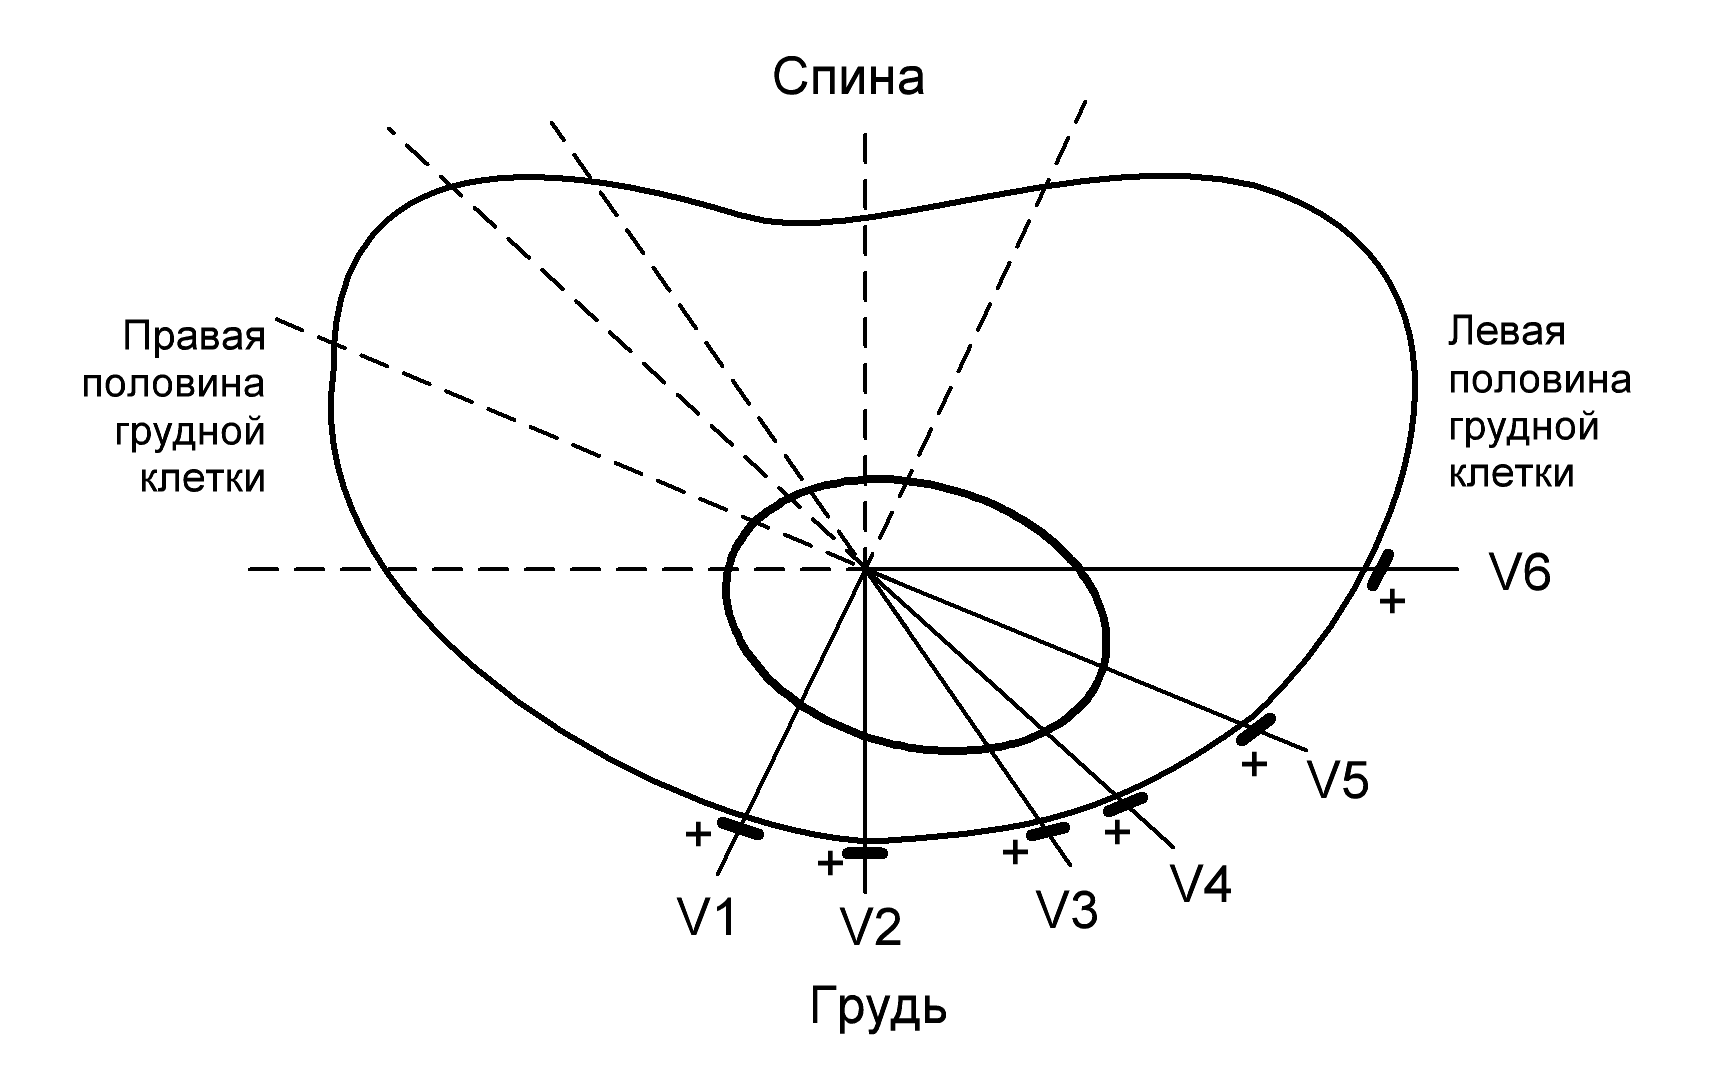 Спина
Правая
половина
грудной
клетки
Левая
половина
грудной
клетки
V6
+
V5
+
V4
+
V3
+
V2
+
V1
+
Грудь